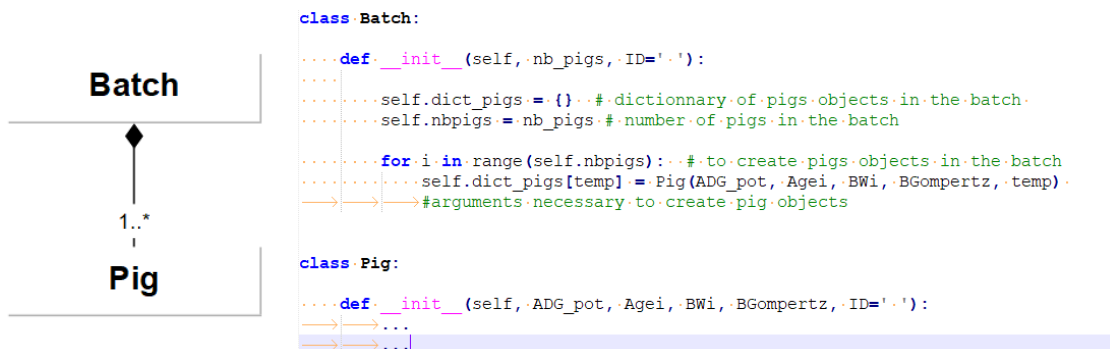 Batch
1..*
Pig
class Batch:
def __init__(self, nb_pigs, ID=' '):
self.dict_pigs = {} # dictionnary of pigs objects in the batch
self.nbpigs = nb_pigs # number of pigs in the batch
for i in range(self.nbpigs): # to create pigs objects in the batch
self.dict_pigs[temp] = Pig(ADG_pot, Agei, BWi, BGompertz, temp)
#arguments necessary to create pig objects
class Pig:
def __init__(self, ADG_pot, Agei, BWi, BGompertz, ID=' '):
...
...